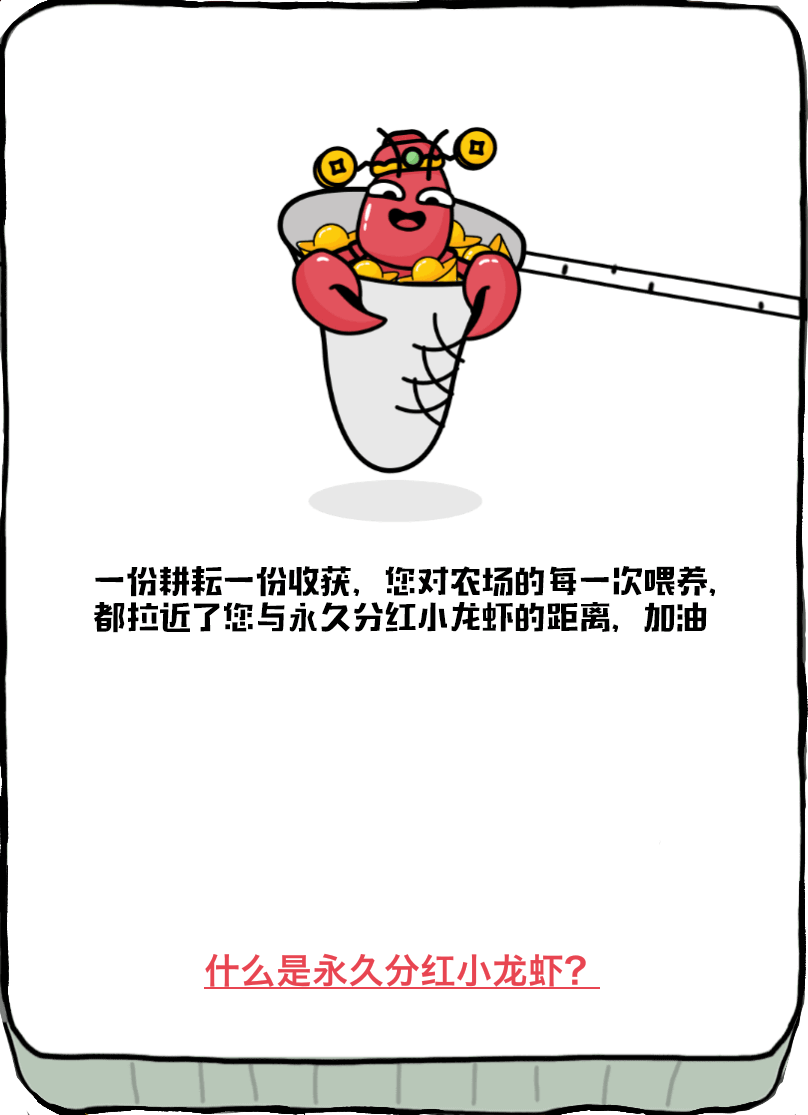 一份耕耘一份收获，您对农场的每一次喂养，
都拉近了您与永久分红小龙虾的距离，加油
什么是永久分红小龙虾？